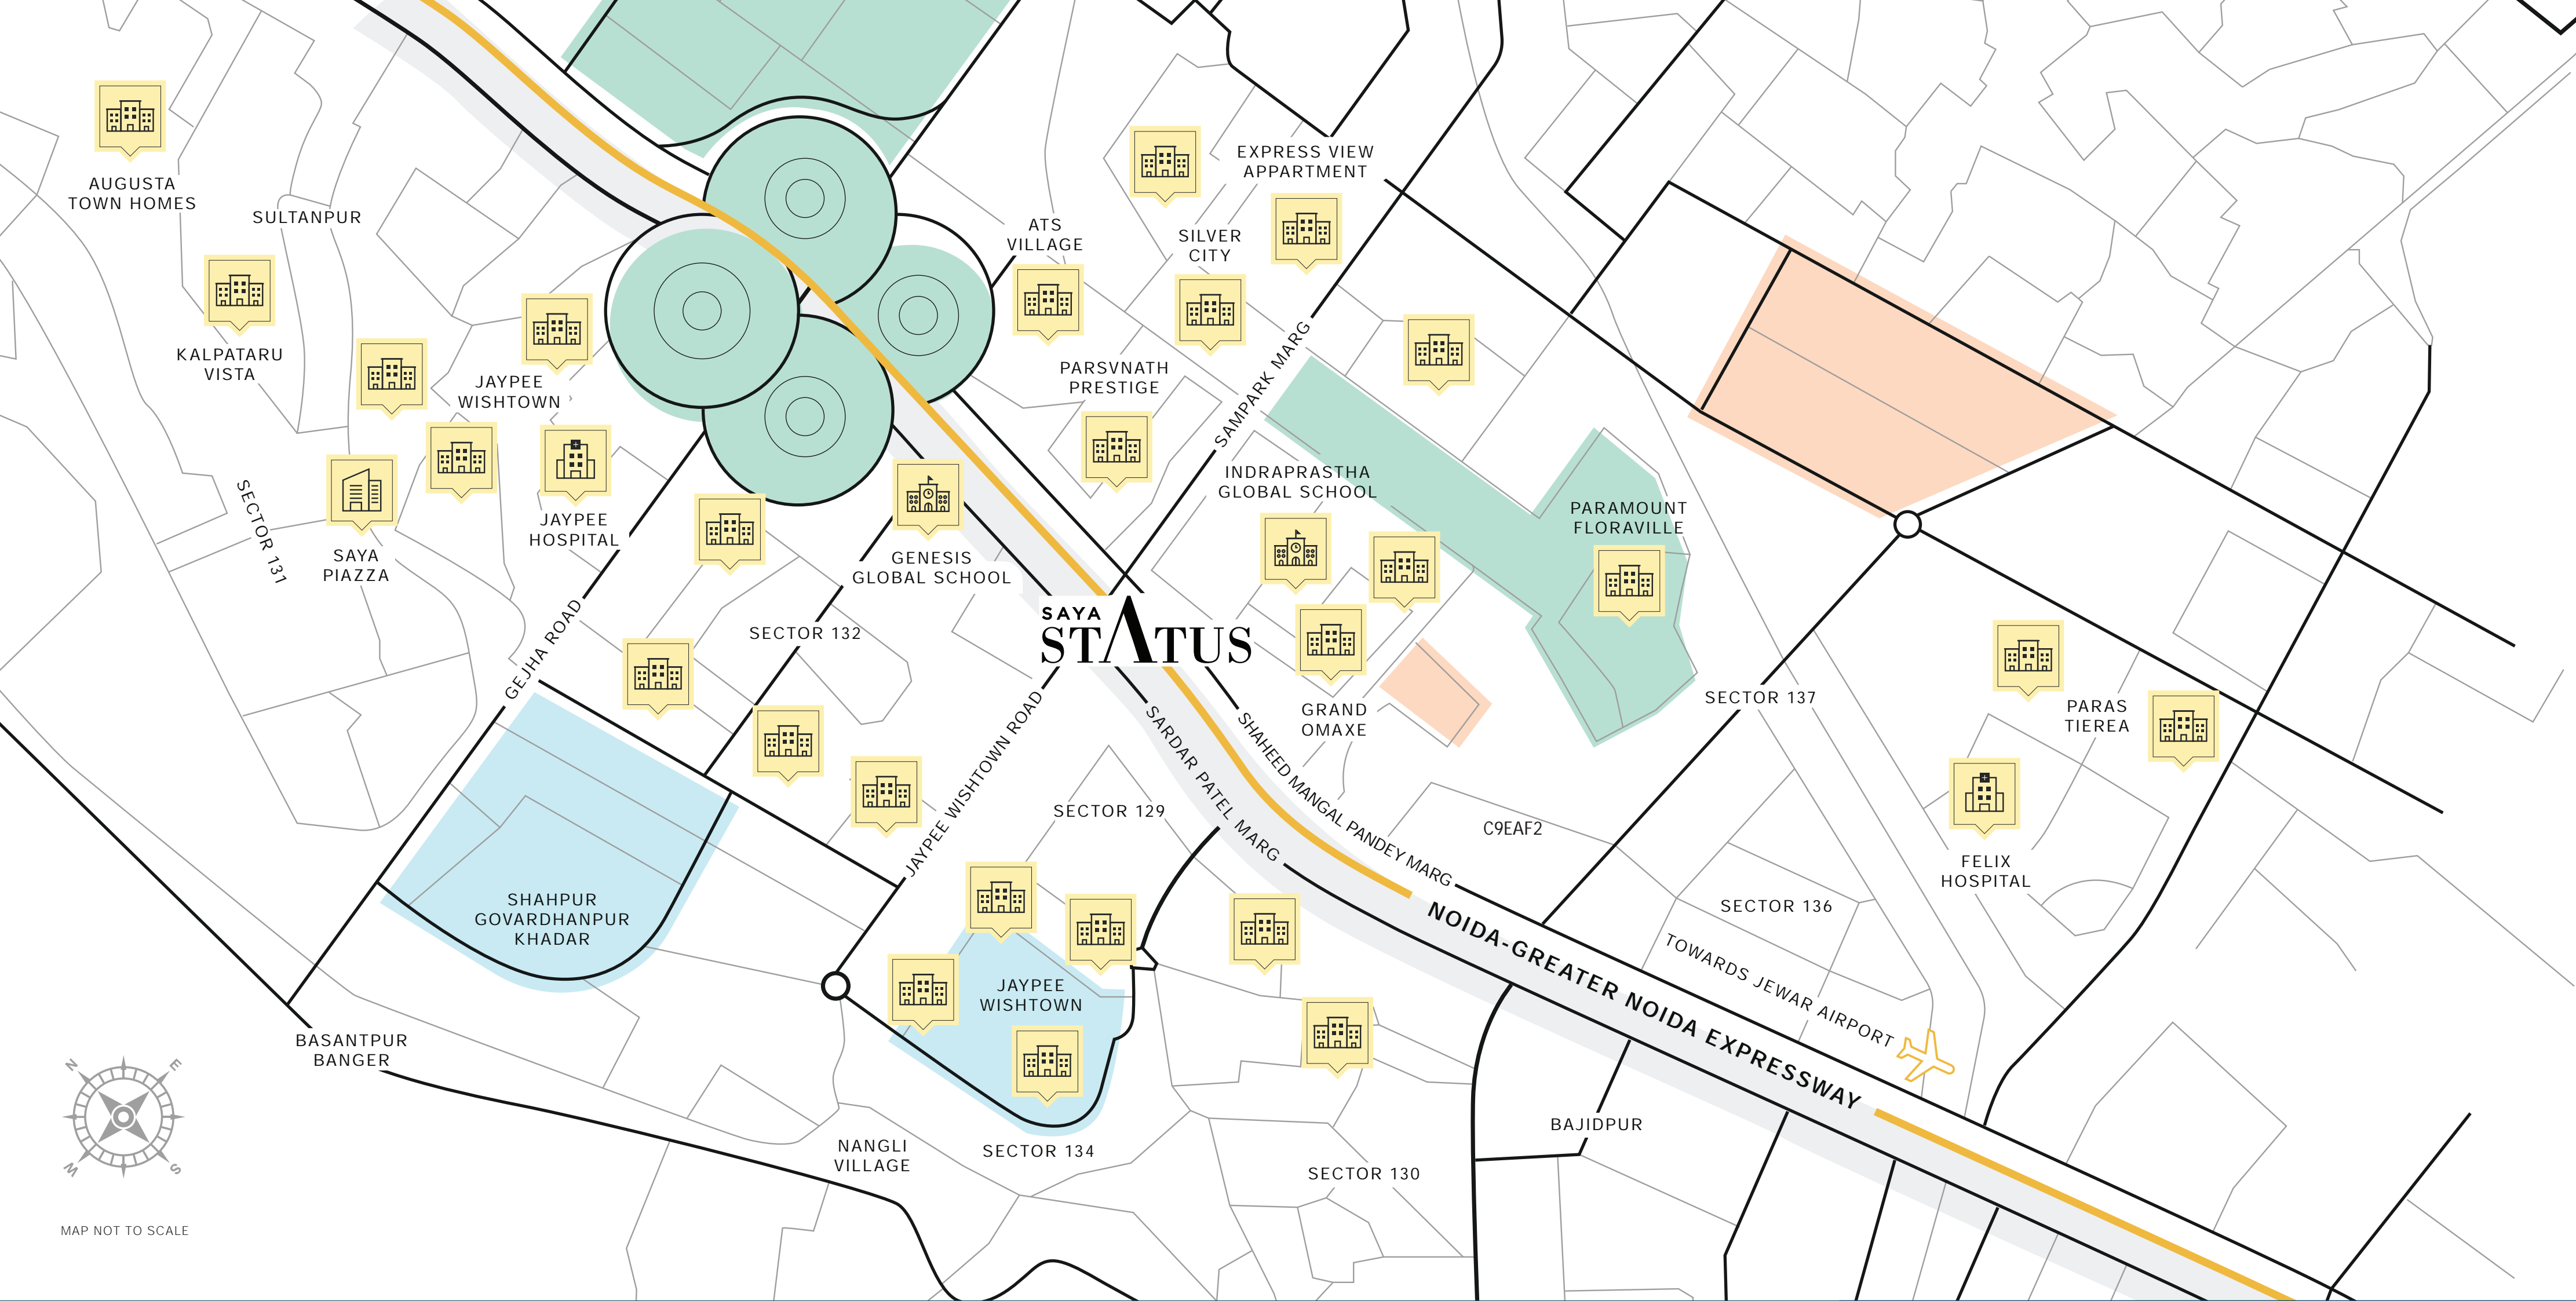 EXPRESS VIEW
APPARTMENT
AUGUSTA
TOWN HOMES
SULTANPUR
ATS
VILLAGE
SILVER
CITY
KALPATARU
VISTA
JAYPEE
WISHTOWN
PARSVNATH
PRESTIGE
SAMPARK MARG
INDRAPRASTHA
GLOBAL SCHOOL
PARAMOUNT
FLORAVILLE
SECTOR 131
SAYA
PIAZZA
JAYPEE
HOSPITAL
GENESIS
GLOBAL SCHOOL
GEJHA ROAD
SECTOR 132
SAYA
STATUS
SECTOR 137
GRAND
OMAXE
PARAS
TIEREA
JAYPEE WISHTOWN ROAD
SARDAR PATEL MARG
SHAHEED MANGAL PANDEY MARG
SECTOR 129
C9EAF2
FELIX
HOSPITAL
SHAHPUR
GOVARDHANPUR
KHADAR
SECTOR 136
NOIDA-GREATER NOIDA EXPRESSWAY
TOWARDS JEWAR AIRPORT
JAYPEE
WISHTOWN
BASANTPUR
BANGER
N
E
W
S
NANGLI
VILLAGE
SECTOR 134
SECTOR 130
BAJIDPUR
MAP NOT TO SCALE